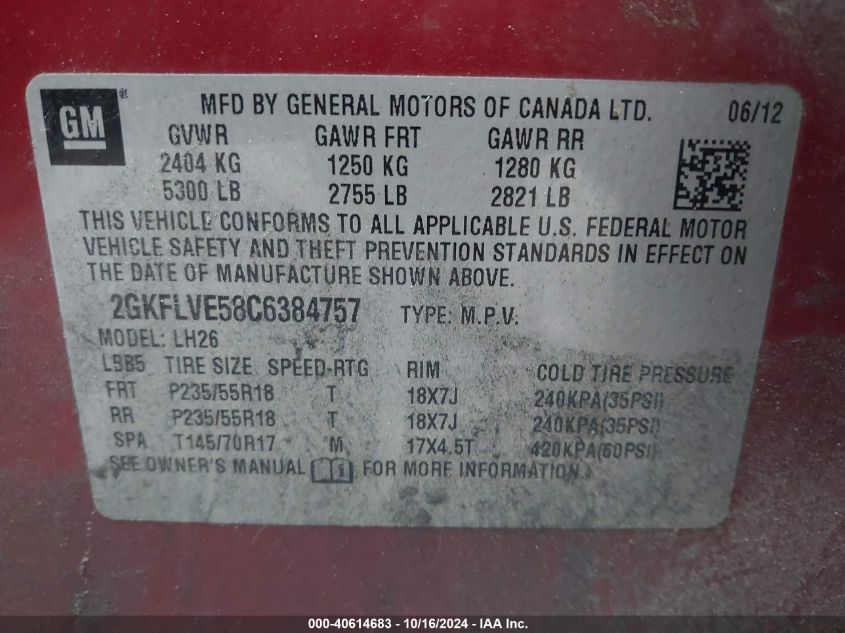 GM ® MFD BY GENERAL MOTORS OF CANADA LTD. 06/12
GVWR GAWR FRT GAWR RR
2404 KG 1250 KG 1280 KG
5300 LB 2755 LB 2821 LB
THIS VEHICLE CONFORMS TO ALL APPLICABLE U.S. FEDERAL MOTOR
VEHICLE SAFETY AND THEFT PREVENTION STANDARDS IN EFFECT ON
THE DATE OF MANUFACTURE SHOWN ABOVE.
2GKFLVE58C6384757 TYPE: M.P.V.
MODEL: LH26
L9B5 TIRE SIZE SPEED-RTG RIM COLD TIRE PRESSURE
FRT P235/55R18 T 18X7J 240KPA(35PSI)
RR P235/55R18 T 18X7J 240KPA(35PSI)
SPA T145/70R17 M 17X4.5T 420KPA(60PSI)
SEE OWNER'S MANUAL FOR MORE INFORMATION.
000-40614683 - 10/16/2024 - IAA Inc.